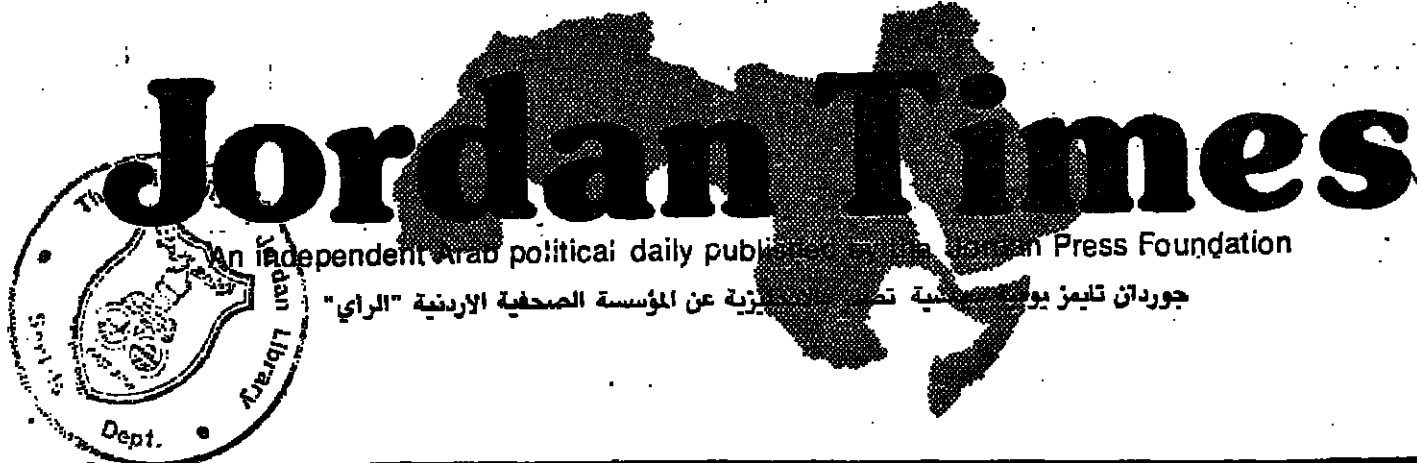 Jordan Times
An independent Arab political daily published by the Jordan Press Foundation
جوردان تايمز يومية سياسية تصدر بالانجليزية عن المؤسسة الصحفية الاردنية "الرأي"
Library
Dept.